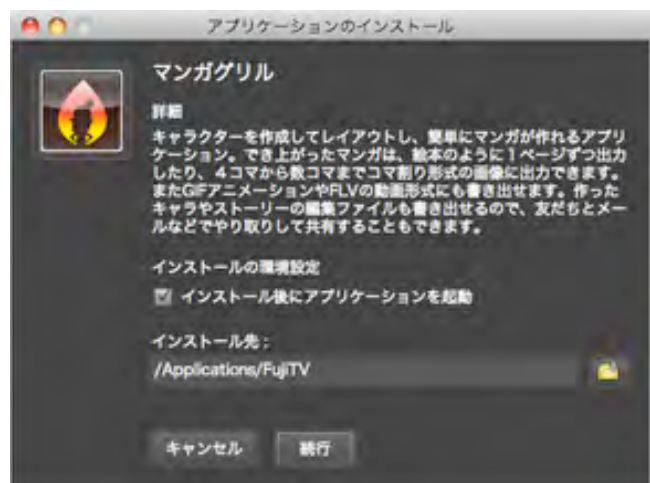 アプリケーションのインストール
マンガグリル
詳細
キャラクターを作成してレイアウトし、簡単にマンガが作れるアプリ
ケーション。でき上がったマンガは、絵本のように1ページずつ出力
したり、4コマから数コマまでコマ割り形式の画像に出力できます。
またGIFアニメーションやFLVの動画形式にも書き出せます。作った
キャラやストーリーの編集ファイルも書き出せるので、友だちとメー
ルなどでやり取りして共有することもできます。
インストールの環境設定
インストール後にアプリケーションを起動
インストール先 :
/Applications/FujiTV
キャンセル
続行